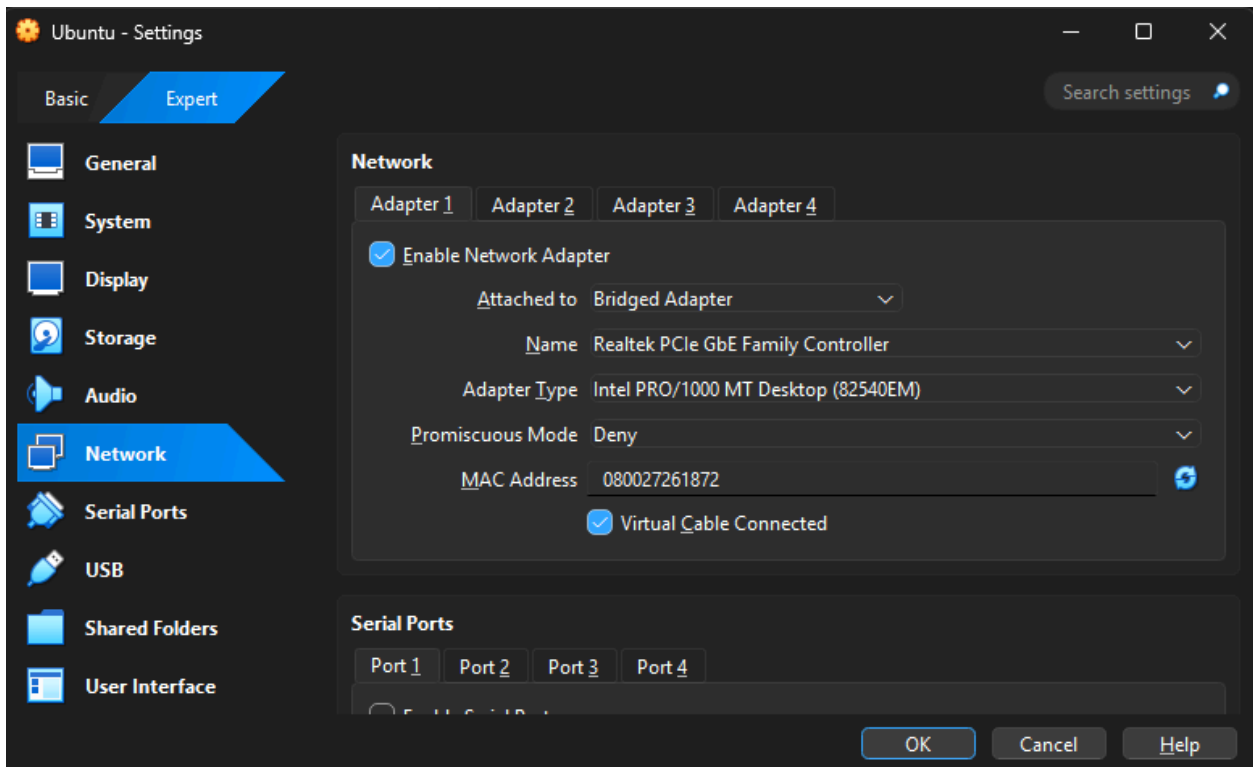 Ubuntu - Settings
Basic
Expert
Search settings
General
System
Display
Storage
Audio
Network
Serial Ports
USB
Shared Folders
User Interface
Network
Adapter 1 Adapter 2 Adapter 3 Adapter 4
Enable Network Adapter
Attached to Bridged Adapter
Name Realtek PCIe GbE Family Controller
Adapter Type Intel PRO/1000 MT Desktop (82540EM)
Promiscuous Mode Deny
MAC Address 080027261872
Virtual Cable Connected
Serial Ports
Port 1 Port 2 Port 3 Port 4
OK Cancel Help